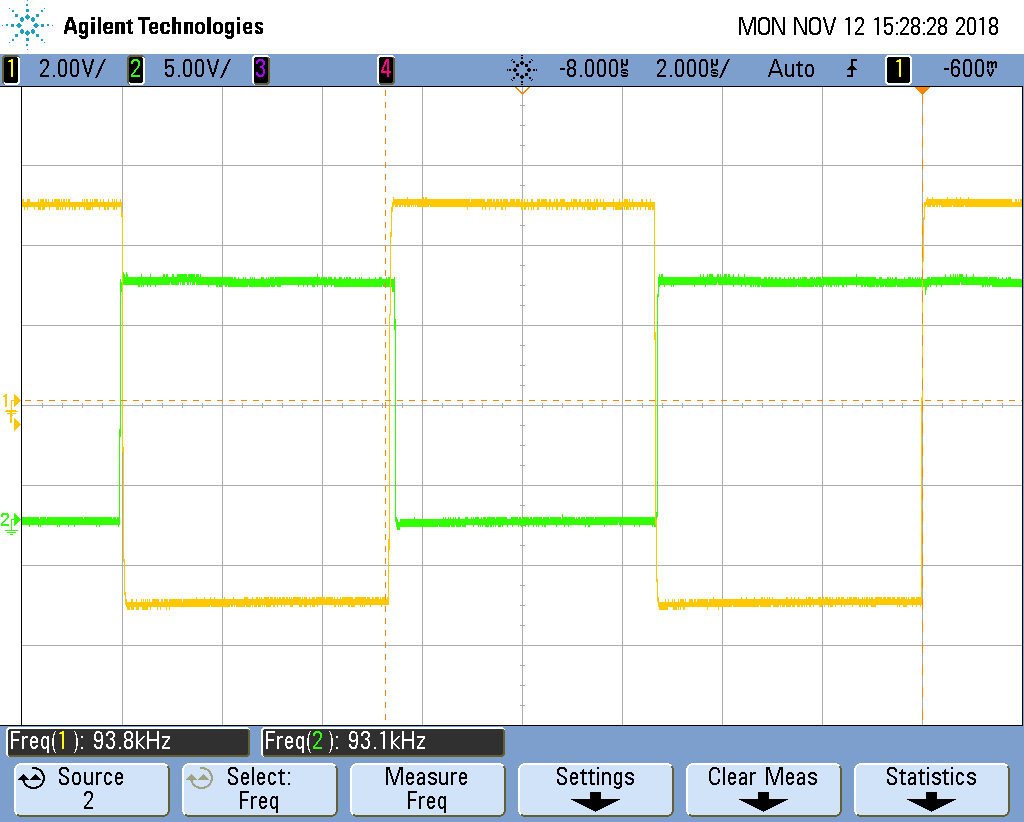 Agilent Technologies
MON NOV 12 15:28:28 2018
1 2.00V/ 2 5.00V/ 3 4 -8.000µs 2.000µs/ Auto 1 -600mV
1
T
2
Freq(1): 93.8kHz Freq(2): 93.1kHz
Source
2
Select:
Freq
Measure
Freq
Settings
Clear Meas
Statistics